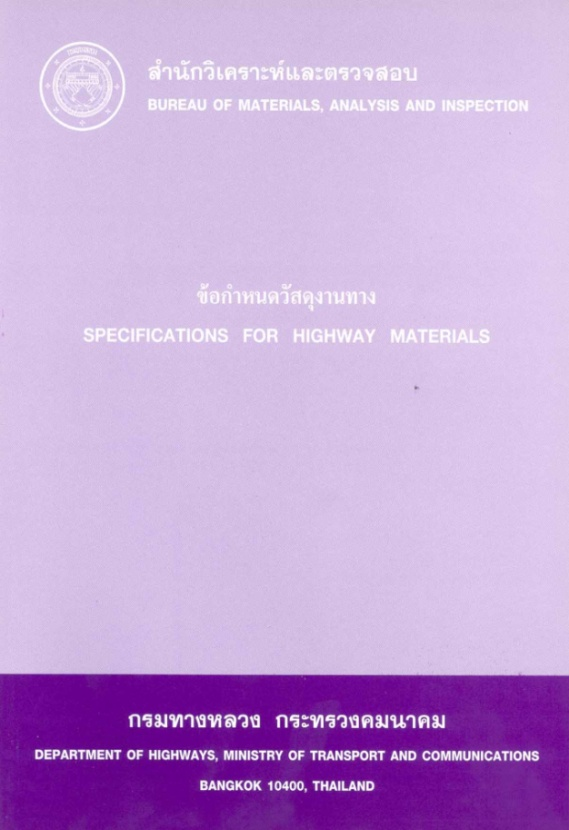 สำนักวิเคราะห์และตรวจสอบ
BUREAU OF MATERIALS, ANALYSIS AND INSPECTION
ข้อกำหนดวัสดุงานทาง
SPECIFICATIONS FOR HIGHWAY MATERIALS
กรมทางหลวง กระทรวงคมนาคม
DEPARTMENT OF HIGHWAYS, MINISTRY OF TRANSPORT AND COMMUNICATIONS
BANGKOK 10400, THAILAND